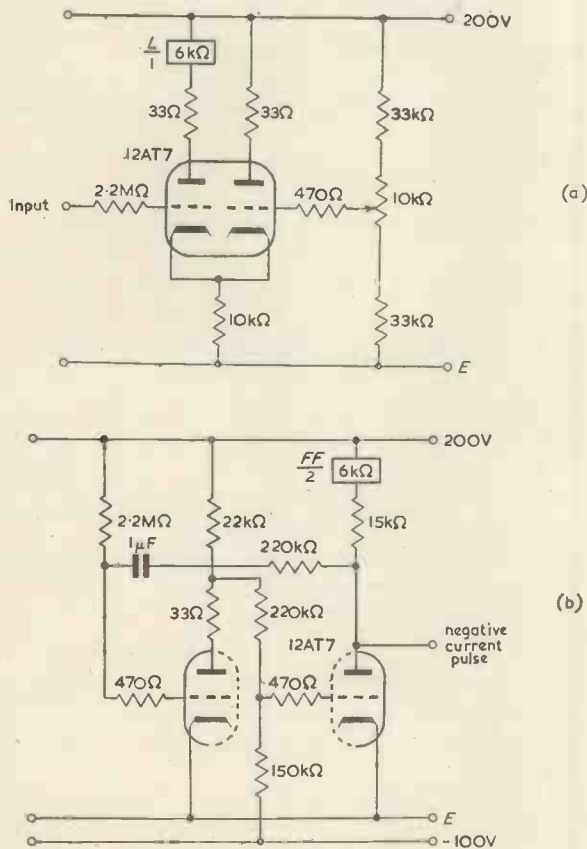 200V
L/1
6kΩ
33Ω
33Ω
33kΩ
12AT7
Input
2·2MΩ
470Ω
10kΩ
(a)
10kΩ
33kΩ
E
200V
FF/2
6kΩ
2·2MΩ
22kΩ
15kΩ
1μF
220kΩ
33Ω
220kΩ
12AT7
(b)
negative
current
pulse
470Ω
470Ω
150kΩ
E
-100V